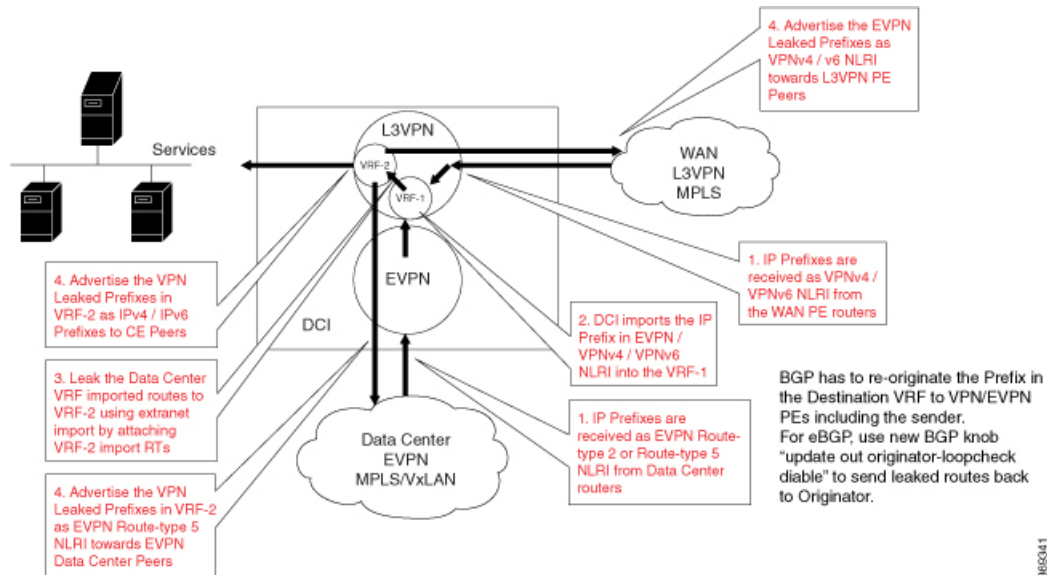 4. Advertise the EVPN
Leaked Prefixes as
VPNv4 / v6 NLRI
towards L3VPN PE
Peers
L3VPN
Services
VRF-2
WAN
L3VPN
MPLS
VRF-1
EVPN
DCI
4. Advertise the VPN
Leaked Prefixes in
VRF-2 as IPv4 / IPv6
Prefixes to CE Peers
1. IP Prefixes are
received as VPNv4 /
VPNv6 NLRI from
the WAN PE routers
2. DCI imports the IP
Prefix in EVPN /
VPNv4 / VPNv6
NLRI into the VRF-1
3. Leak the Data Center
VRF imported routes to
VRF-2 using extranet
import by attaching
VRF-2 import RTs
Data Center
EVPN
MPLS/VxLAN
1. IP Prefixes are
received as EVPN Route-
type 2 or Route-type 5
NLRI from Data Center
routers
BGP has to re-originate the Prefix in
the Destination VRF to VPN/EVPN
PEs including the sender.
For eBGP, use new BGP knob
“update out originator-loopcheck
diable” to send leaked routes back
to Originator.
4. Advertise the VPN
Leaked Prefixes in VRF-2
as EVPN Route-type 5
NLRI towards EVPN
Data Center Peers